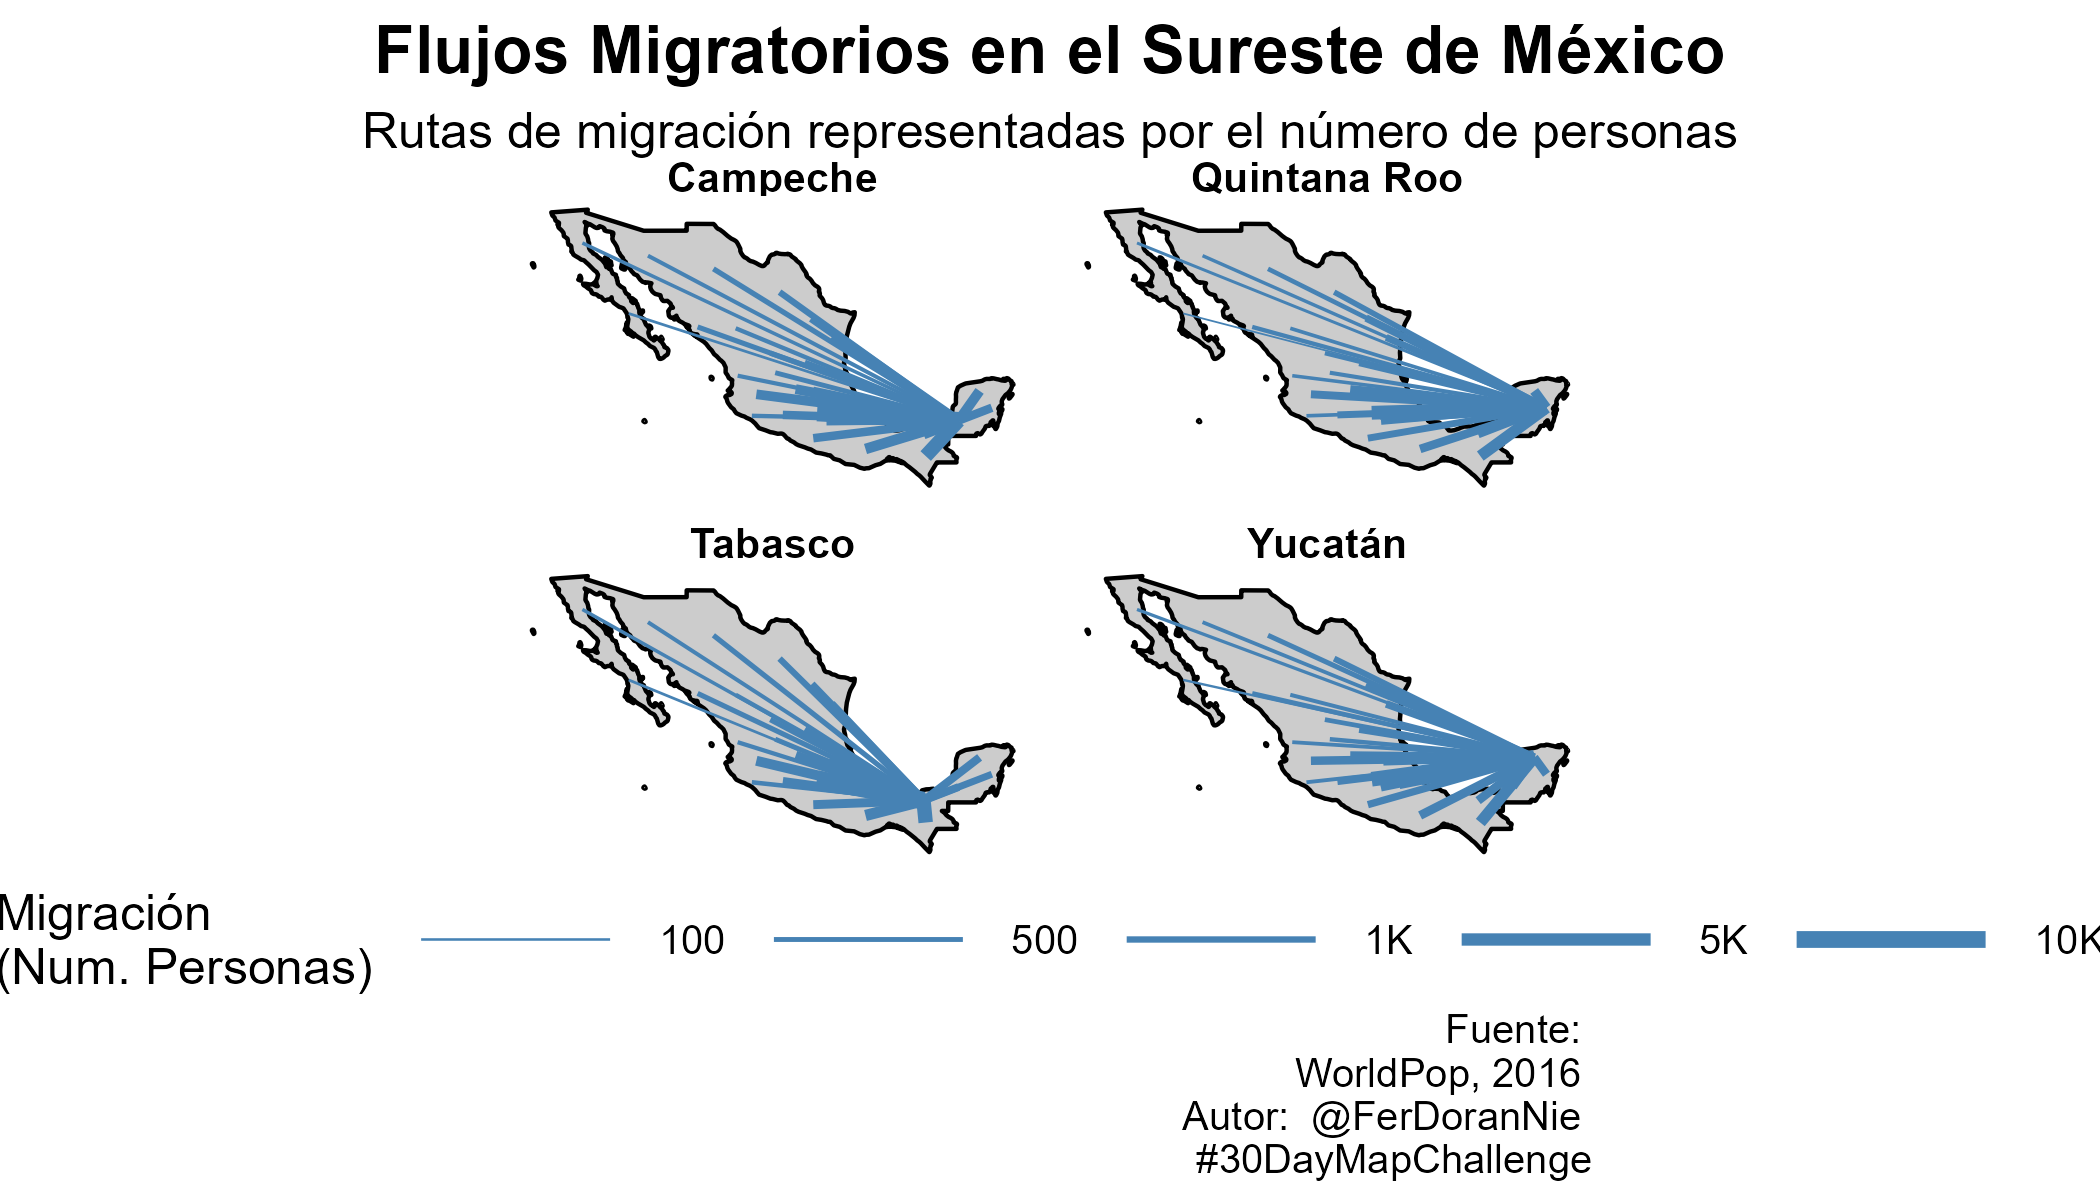 Flujos Migratorios en el Sureste de México
Rutas de migración representadas por el número de personas
Campeche
Quintana Roo
Tabasco
Yucatán
Migración
(Num. Personas)
100
500
1K
5K
10K
Fuente:
WorldPop, 2016
Autor:  @FerDoranNie
#30DayMapChallenge